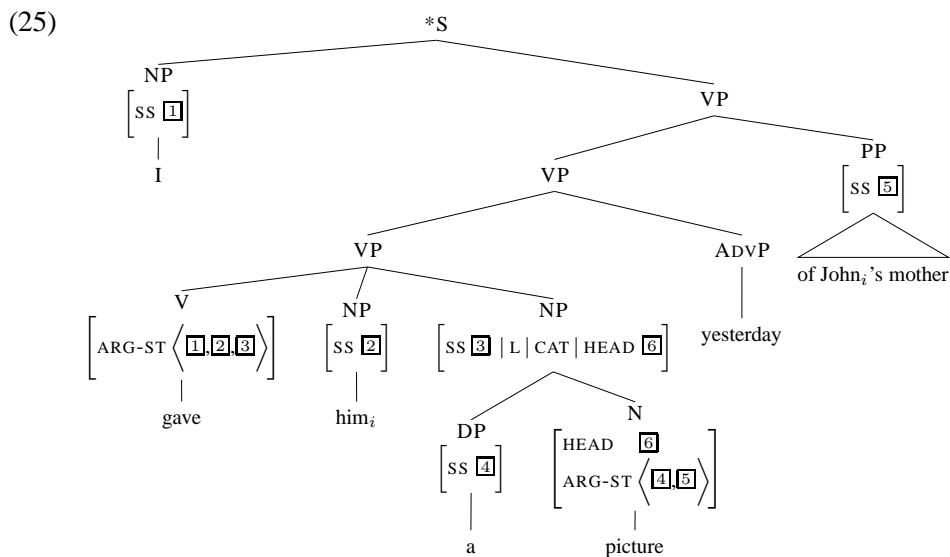 (25)
*S
NP
[SS 1]
I
VP
VP
PP
[SS 5]
of John𝑖's mother
VP
ADVP
yesterday
V
[ARG-ST ⟨1,2,3⟩]
gave
NP
[SS 2]
him𝑖
NP
[SS 3 | L | CAT | HEAD 6]
DP
[SS 4]
a
N
[HEAD 6
ARG-ST ⟨4,5⟩]
picture